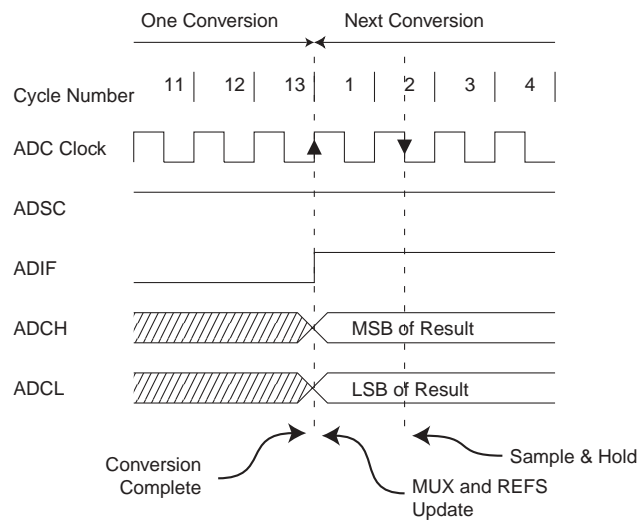 One Conversion Next Conversion
Cycle Number 11 12 13 1 2 3 4
ADC Clock
ADSC
ADIF
ADCH MSB of Result
ADCL LSB of Result
Conversion
Complete
MUX and REFS
Update
Sample & Hold